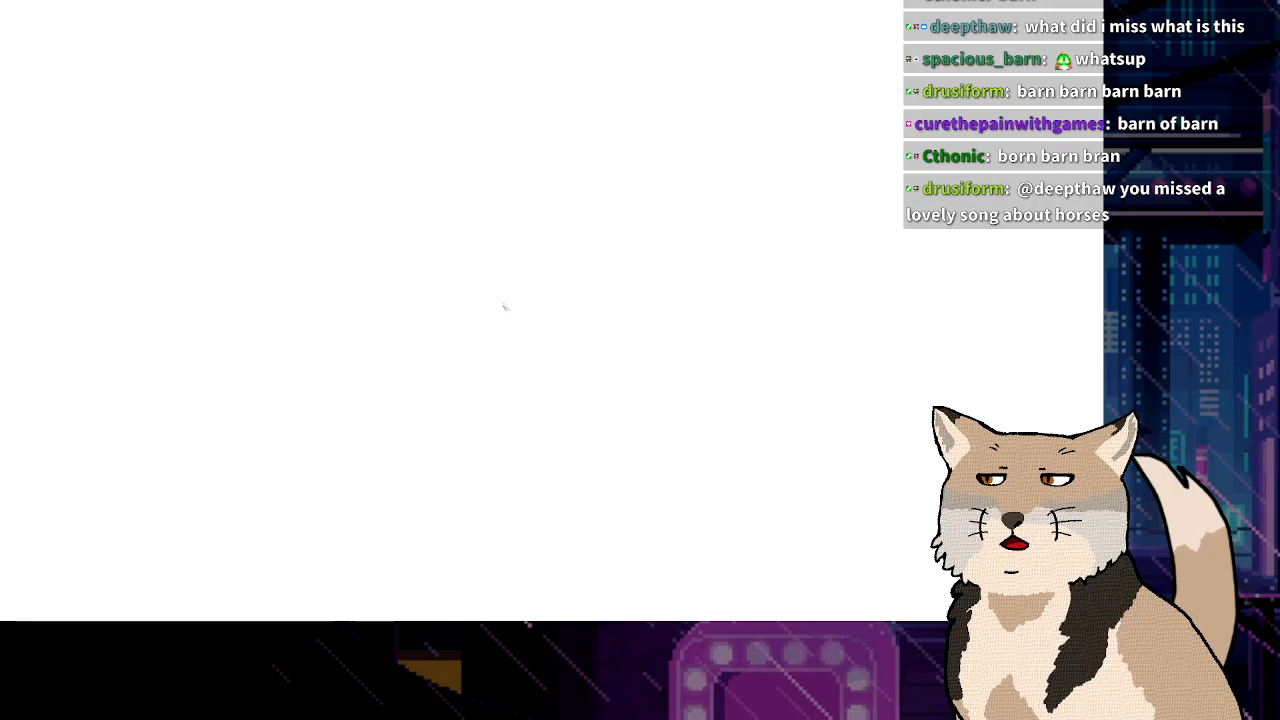 deepthaw: what did i miss what is this
spacious_barn: whatsup
drusiform: barn barn barn barn
curethepainwithgames: barn of barn
Cthonic: born barn bran
drusiform: @deepthaw you missed a
lovely song about horses